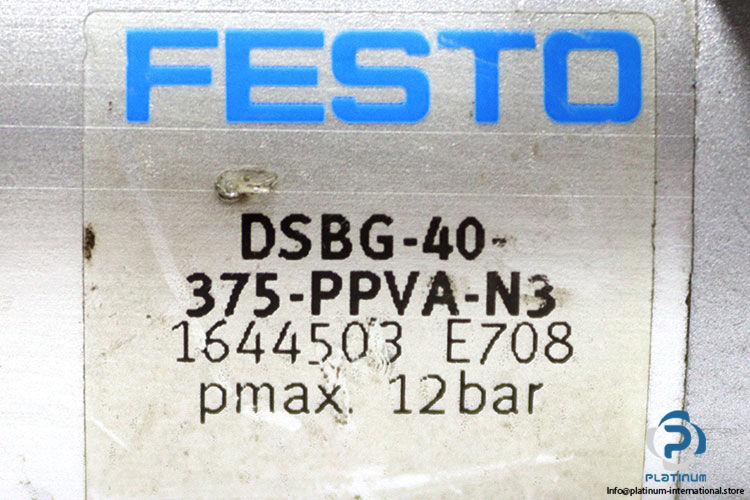 FESTO
DSBG-40-
375-PPVA-N3
1644503 E708
pmax. 12bar
PLATINUM
Info@platinum-international.store